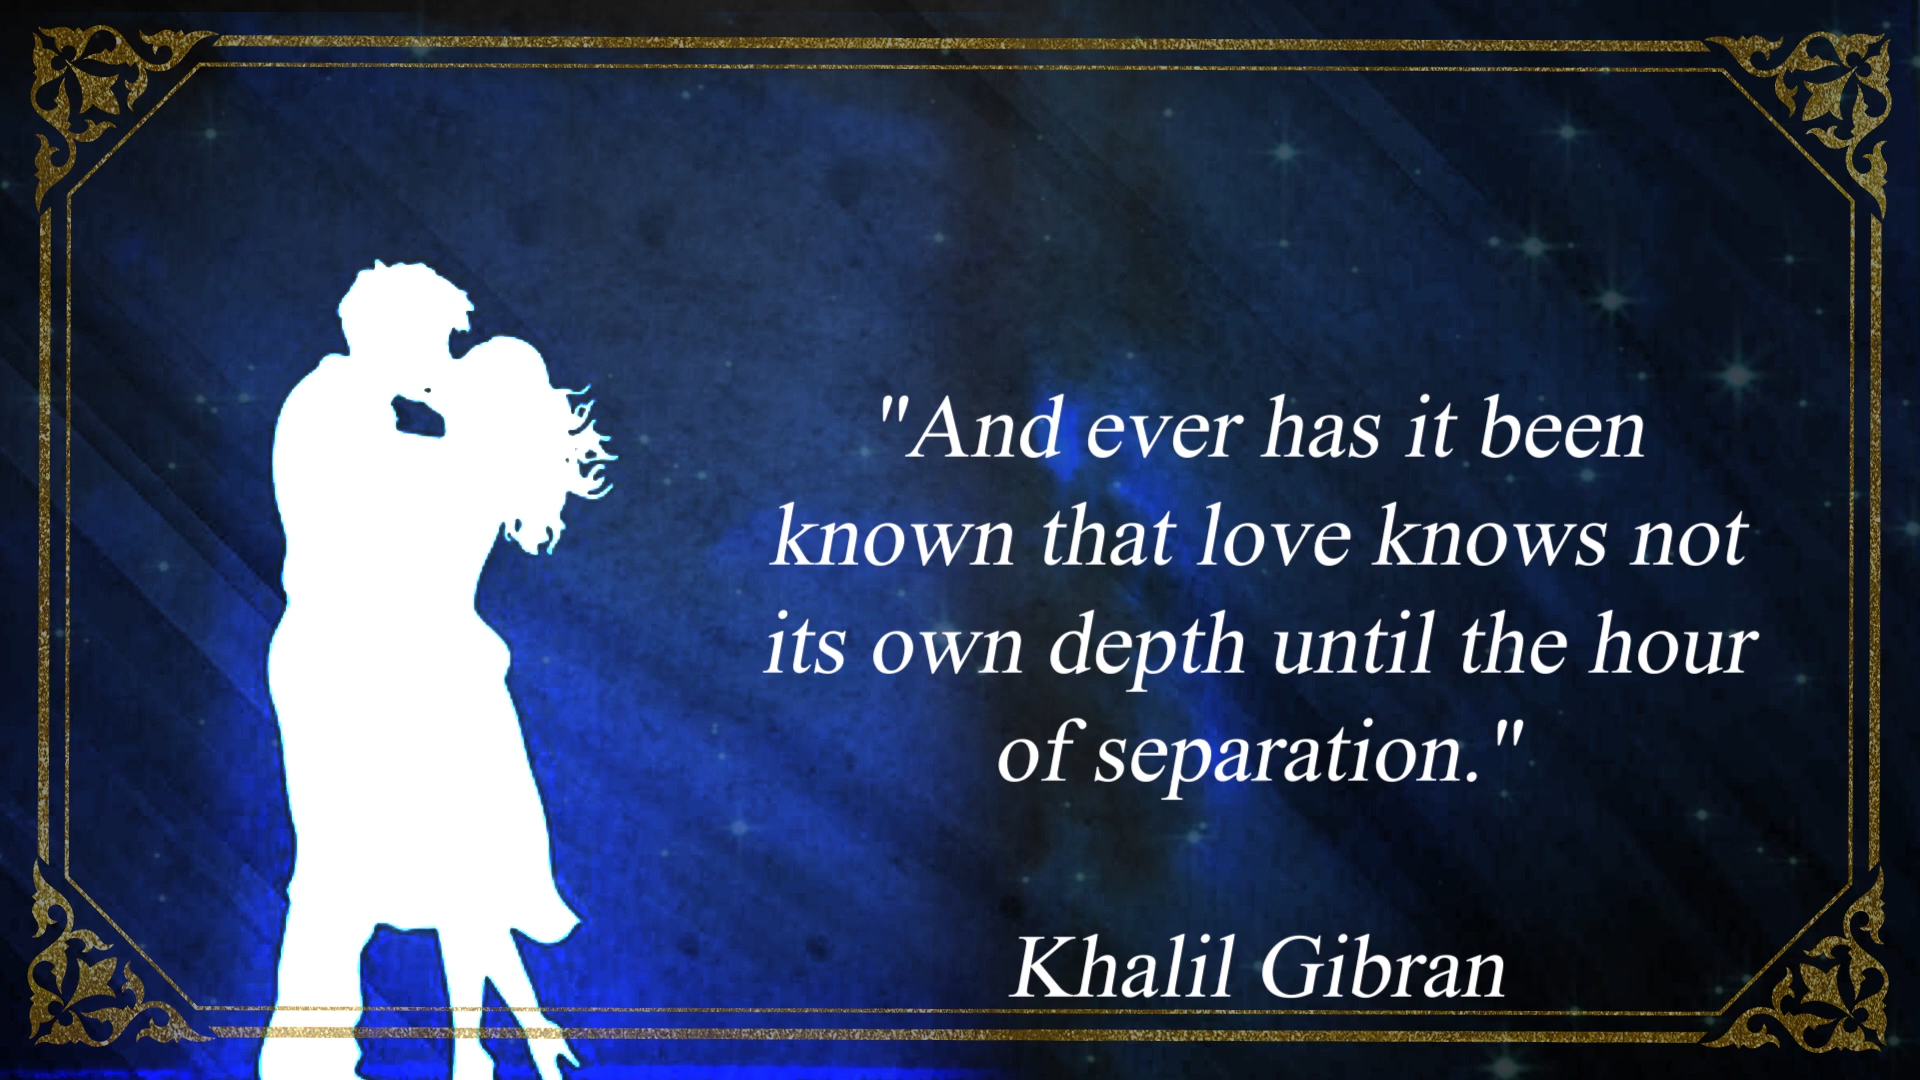 "And ever has it been
known that love knows not
its own depth until the hour
of separation."
Khalil Gibran